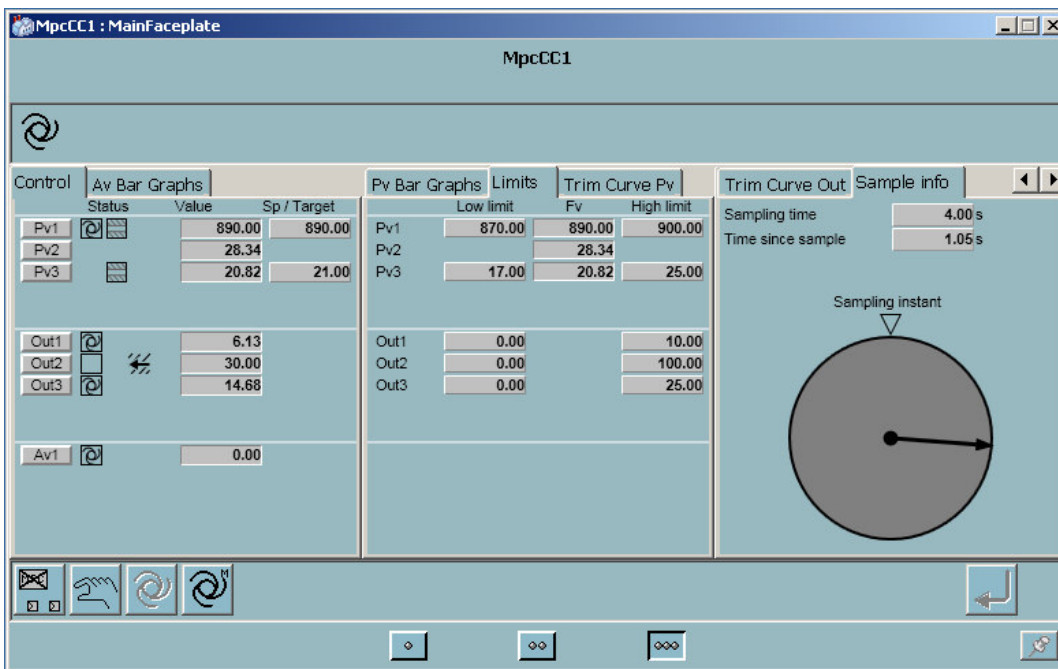 MpcCC1 : MainFaceplate
MpcCC1
Control Av Bar Graphs
Status Value Sp / Target
Pv1 890.00 890.00
Pv2 28.34
Pv3 20.82 21.00
Out1 6.13
Out2 30.00
Out3 14.68
Av1 0.00
Pv Bar Graphs Limits Trim Curve Pv
Low limit Fv High limit
Pv1 870.00 890.00 900.00
Pv2 28.34
Pv3 17.00 20.82 25.00
Out1 0.00 10.00
Out2 0.00 100.00
Out3 0.00 25.00
Trim Curve Out Sample info
Sampling time 4.00 s
Time since sample 1.05 s
Sampling instant
MPC
M